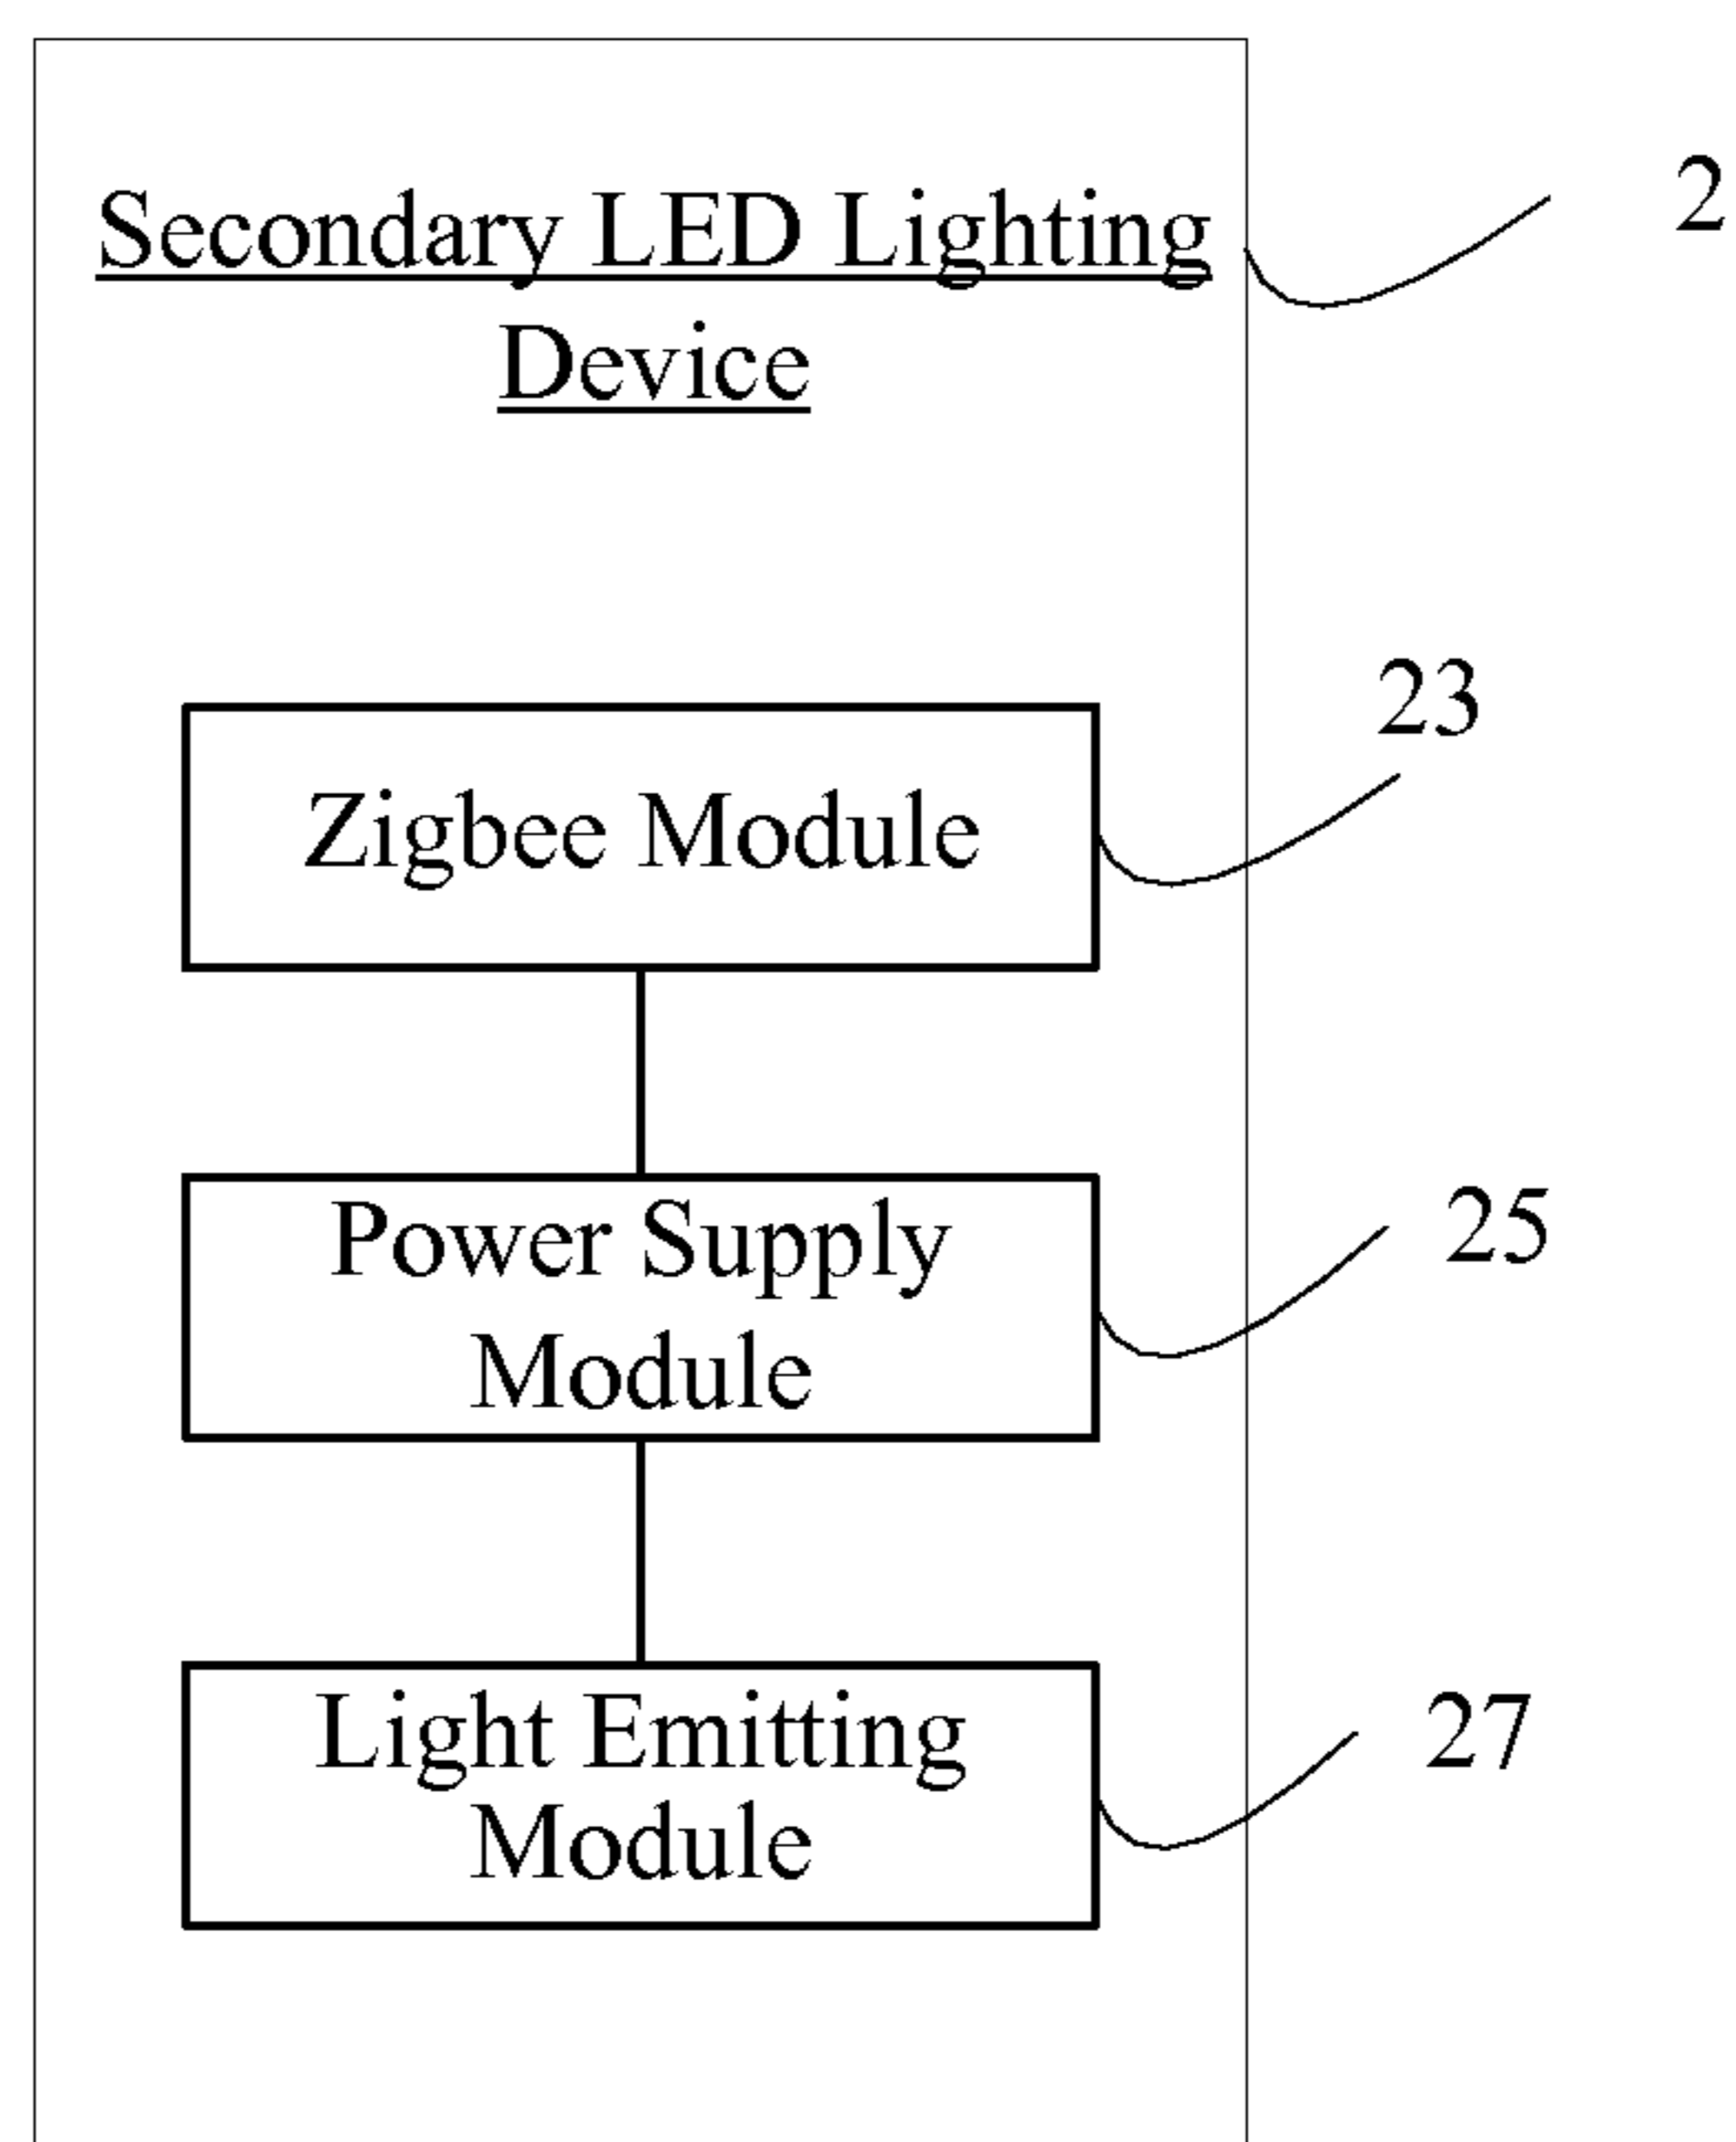 Secondary LED Lighting
Device
2
23
Zigbee Module
Power Supply
Module
25
Light Emitting
Module
27